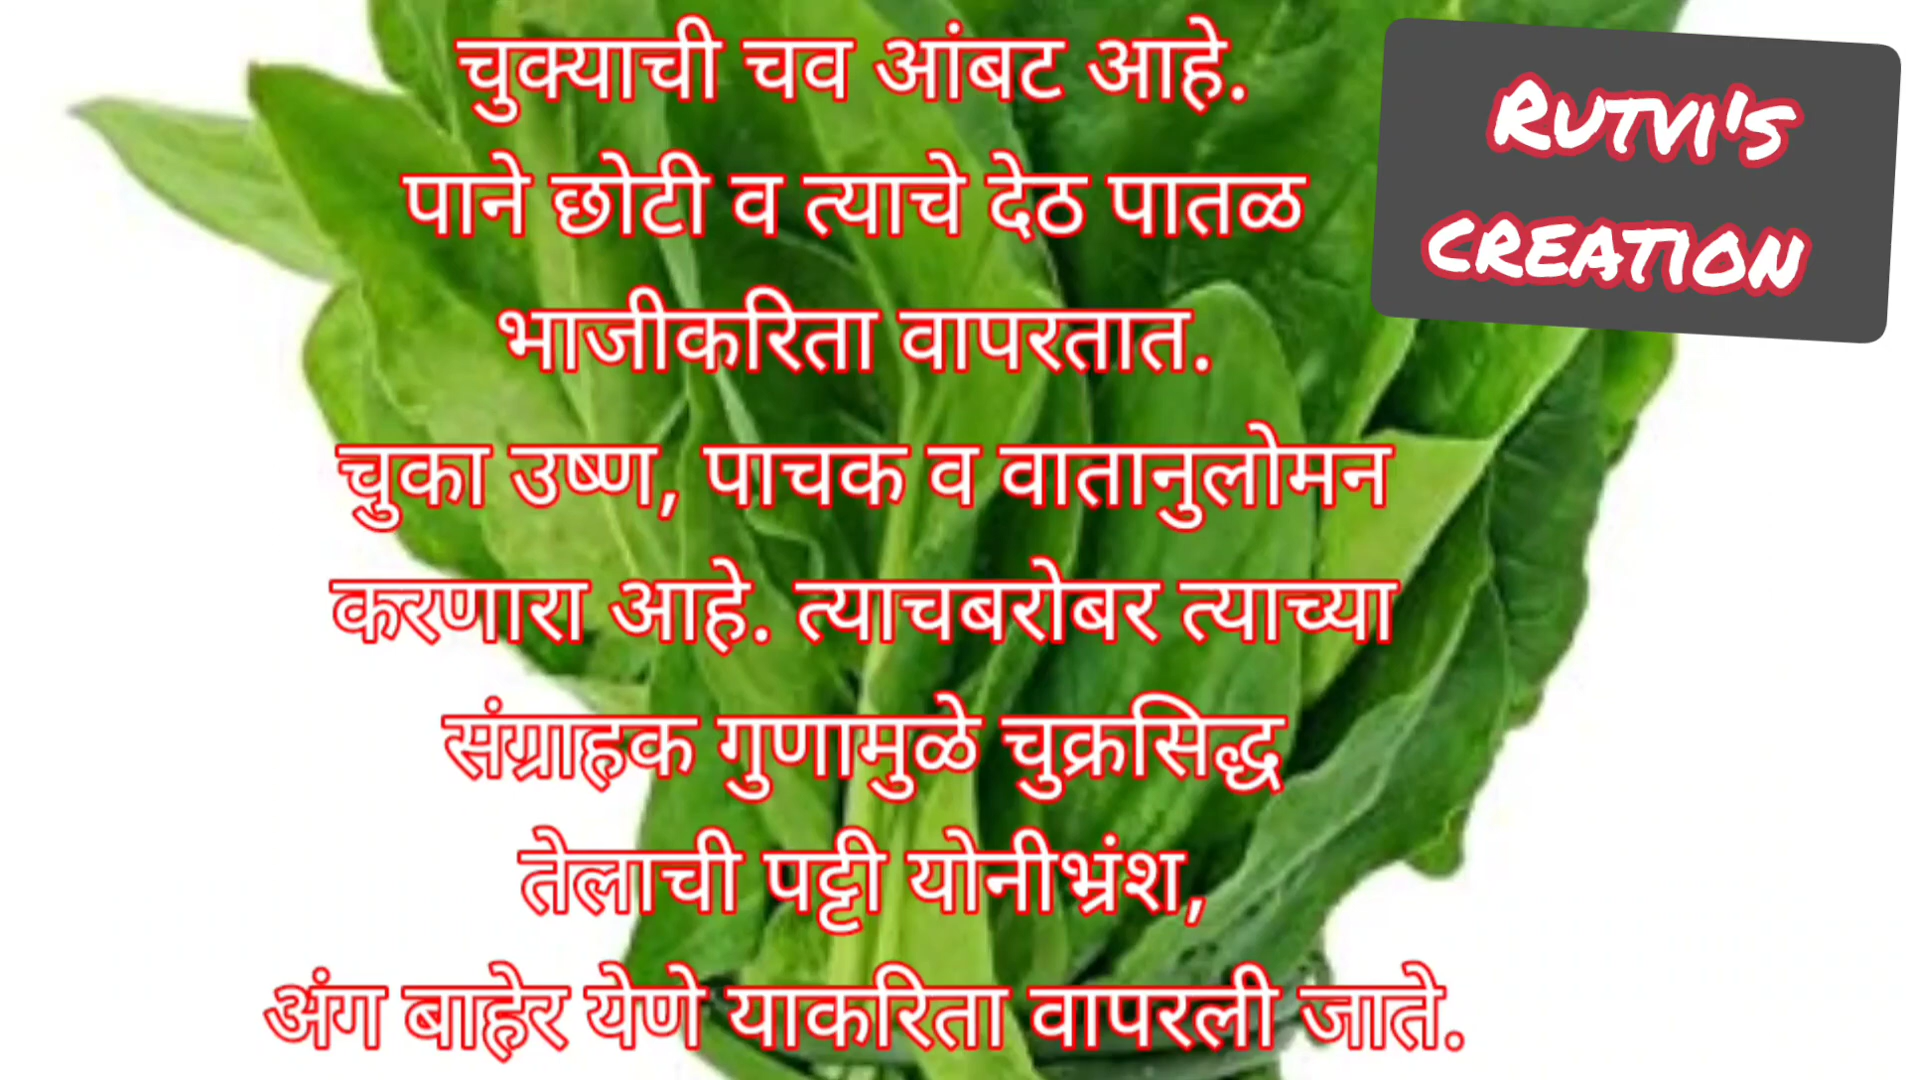 चुक्याची चव आंबट आहे.
पाने छोटी व त्याचे देठ पातळ
भाजीकरिता वापरतात.
चुका उष्ण, पाचक व वातानुलोमन
करणारा आहे. त्याचबरोबर त्याच्या
संग्राहक गुणामुळे चुक्रसिद्ध
तेलाची पट्टी योनीभ्रंश,
अंग बाहेर येणे याकरिता वापरली जाते.
RUTVI'S
CREATION